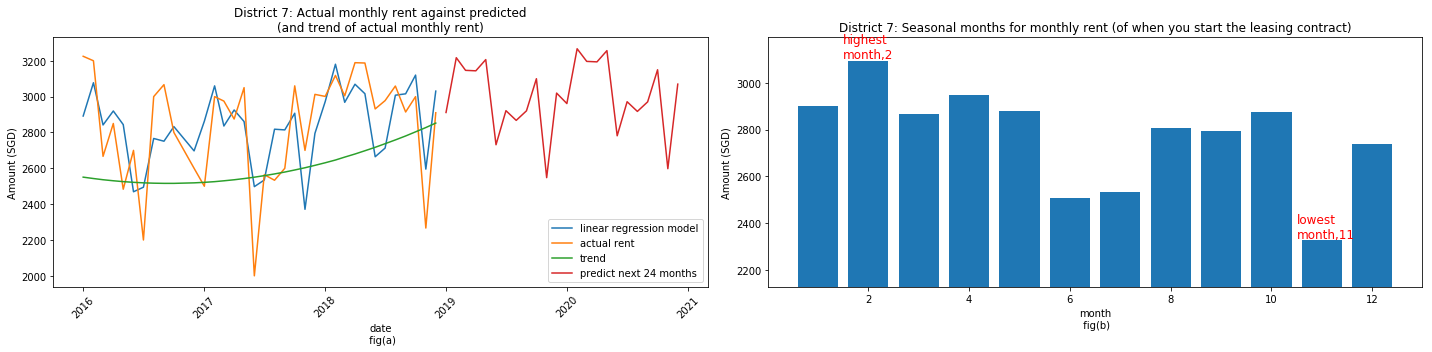 District 7: Actual monthly rent against predicted
(and trend of actual monthly rent)
Amount (SGD)
3200
3000
2800
2600
2400
2200
2000
linear regression model
actual rent
trend
predict next 24 months
2016
2017
2018
2019
2020
2021
date
fig(a)
District 7: Seasonal months for monthly rent (of when you start the leasing contract)
highest
month,2
Amount (SGD)
3000
2800
2600
2400
2200
lowest
month,11
2
4
6
8
10
12
month
fig(b)